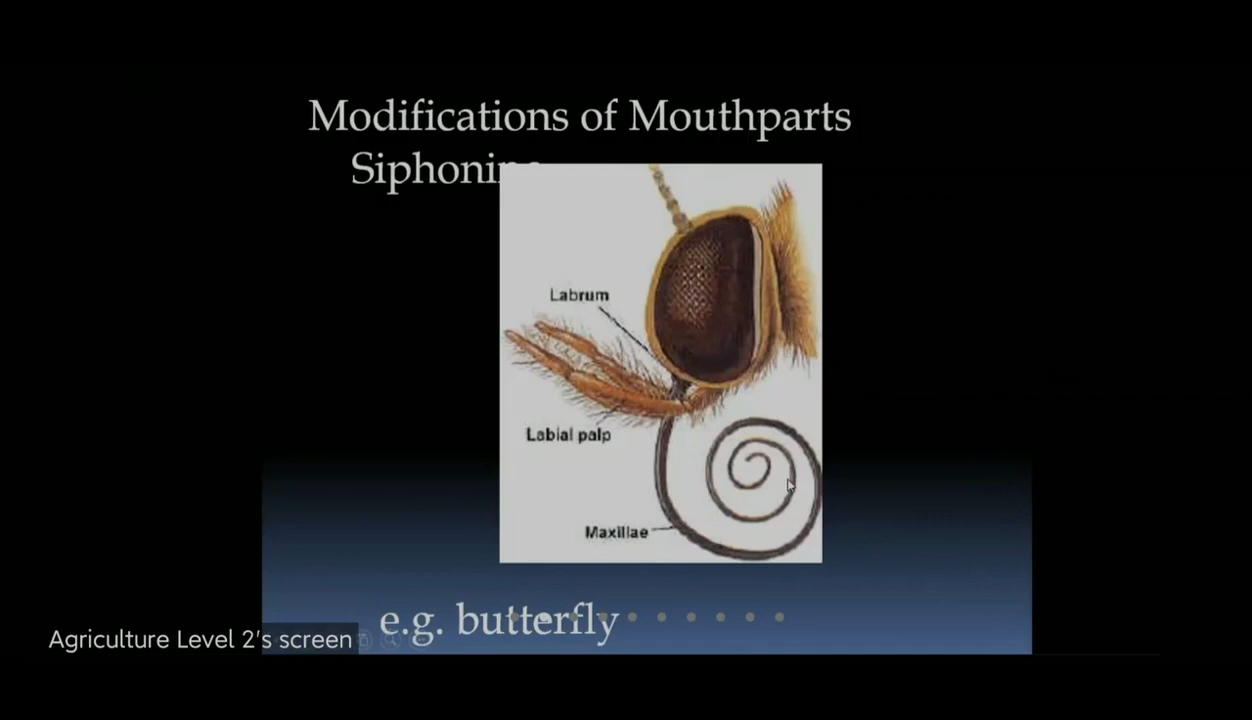 Modifications of Mouthparts
Labrum
Labial palp
Maxillae
e.g. butterfly
Agriculture Level 2's screen